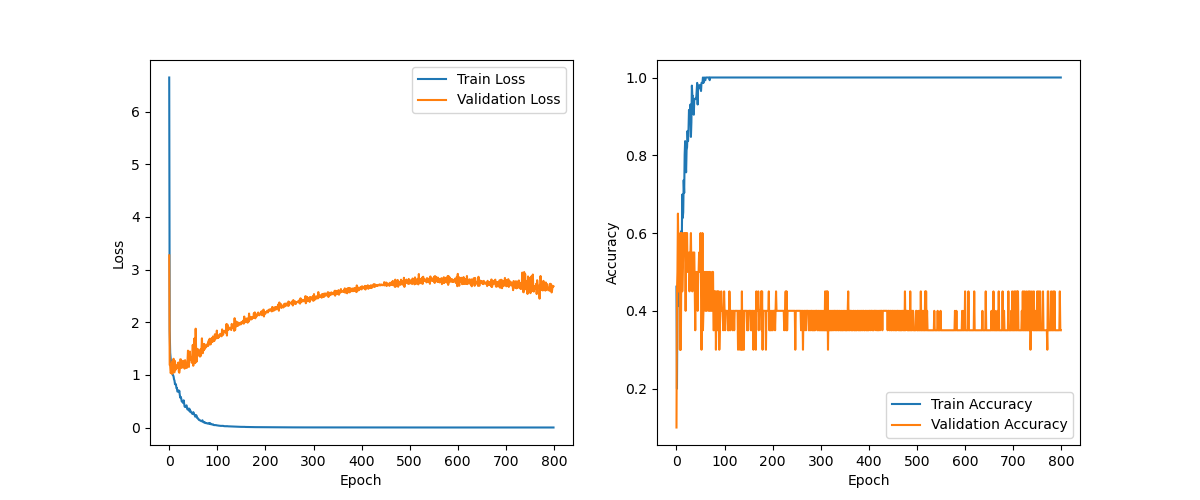 Train Loss
Validation Loss
6
5
4
3
2
1
0
Loss
0 100 200 300 400 500 600 700 800
Epoch
1.0
0.8
0.6
0.4
0.2
Accuracy
Train Accuracy
Validation Accuracy
0 100 200 300 400 500 600 700 800
Epoch